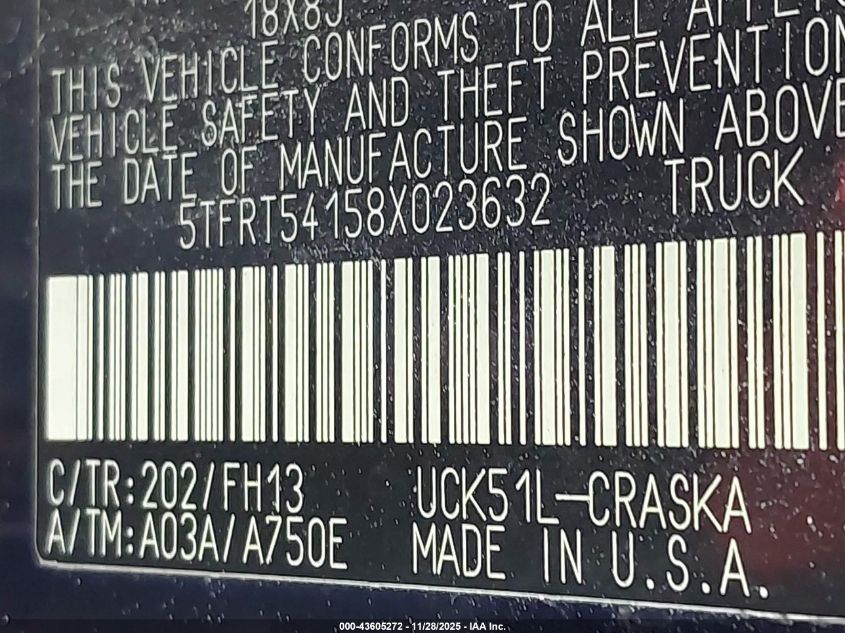 18X8J
THIS VEHICLE CONFORMS TO ALL
VEHICLE SAFETY AND THEFT PREVENTION
THE DATE OF MANUFACTURE SHOWN ABOVE
5TFRT54158X023632 TRUCK
C/TR:202/FH13 UCK51L-CRASKA
A/TM:A03A/A750E MADE IN U.S.A.
000-43605272 - 11/28/2025 - IAA Inc.